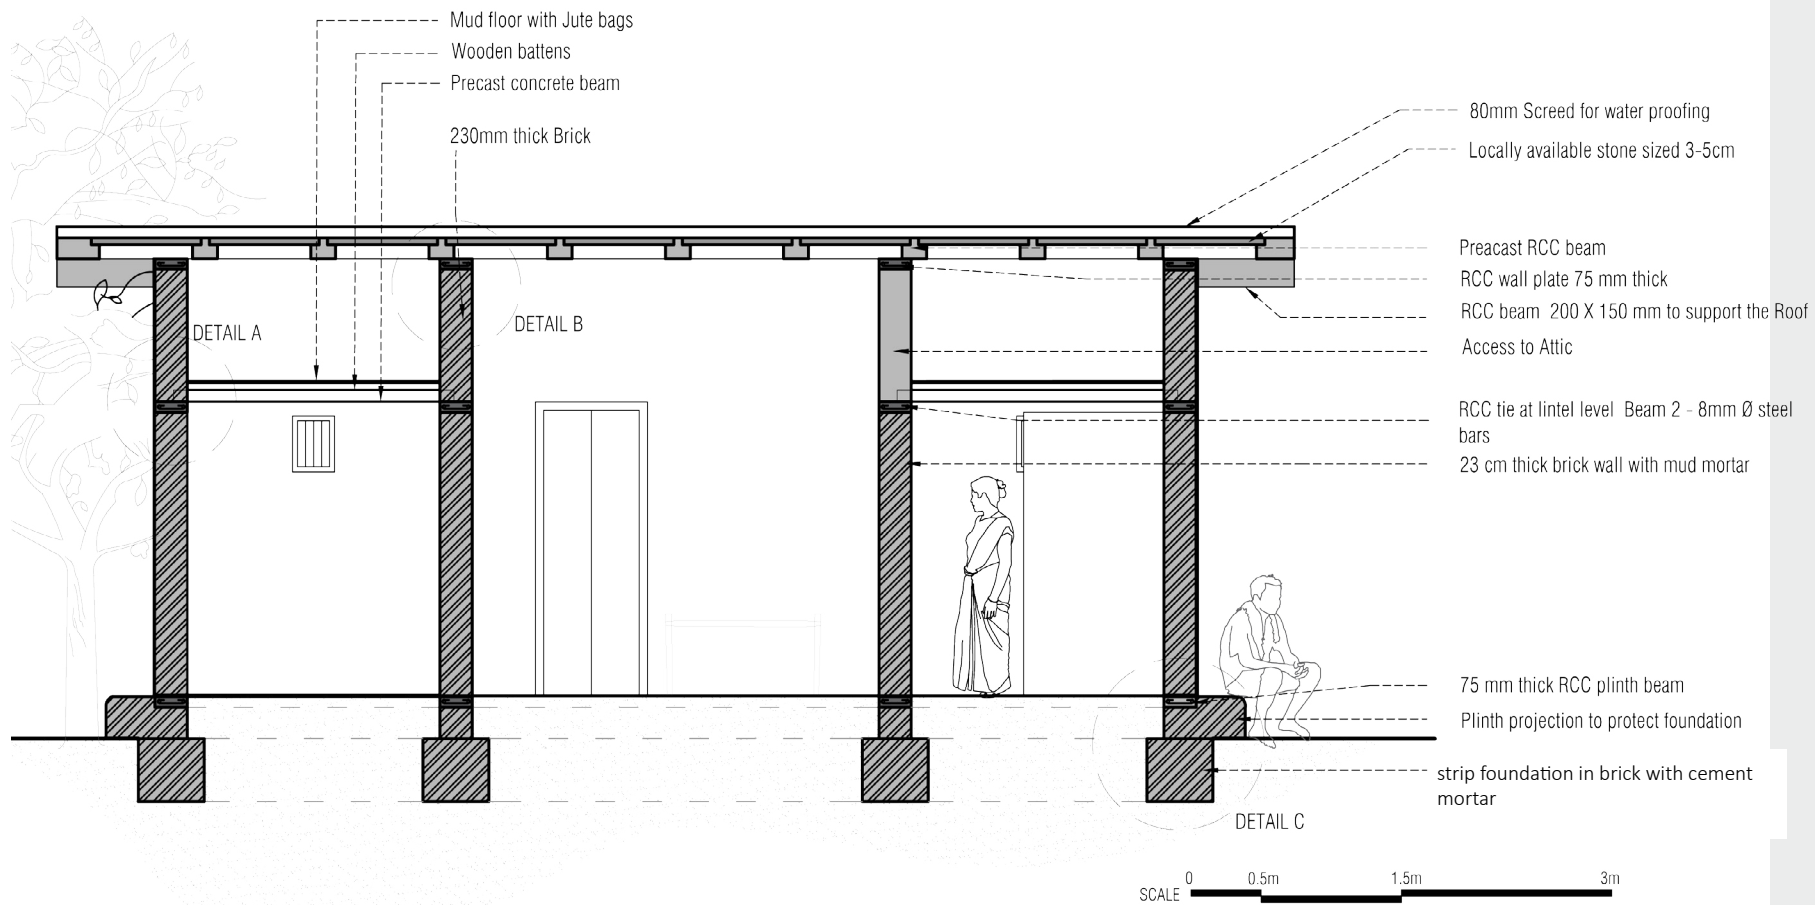 Mud floor with Jute bags
Wooden battens
Precast concrete beam
230mm thick Brick
80mm Screed for water proofing
Locally available stone sized 3-5cm
Preacast RCC beam
RCC wall plate 75 mm thick
RCC beam 200 X 150 mm to support the Roof
DETAIL A
DETAIL B
Access to Attic
RCC tie at lintel level Beam 2 - 8mm Ø steel
bars
23 cm thick brick wall with mud mortar
75 mm thick RCC plinth beam
Plinth projection to protect foundation
strip foundation in brick with cement
mortar
DETAIL C
0 0.5m 1.5m 3m
SCALE